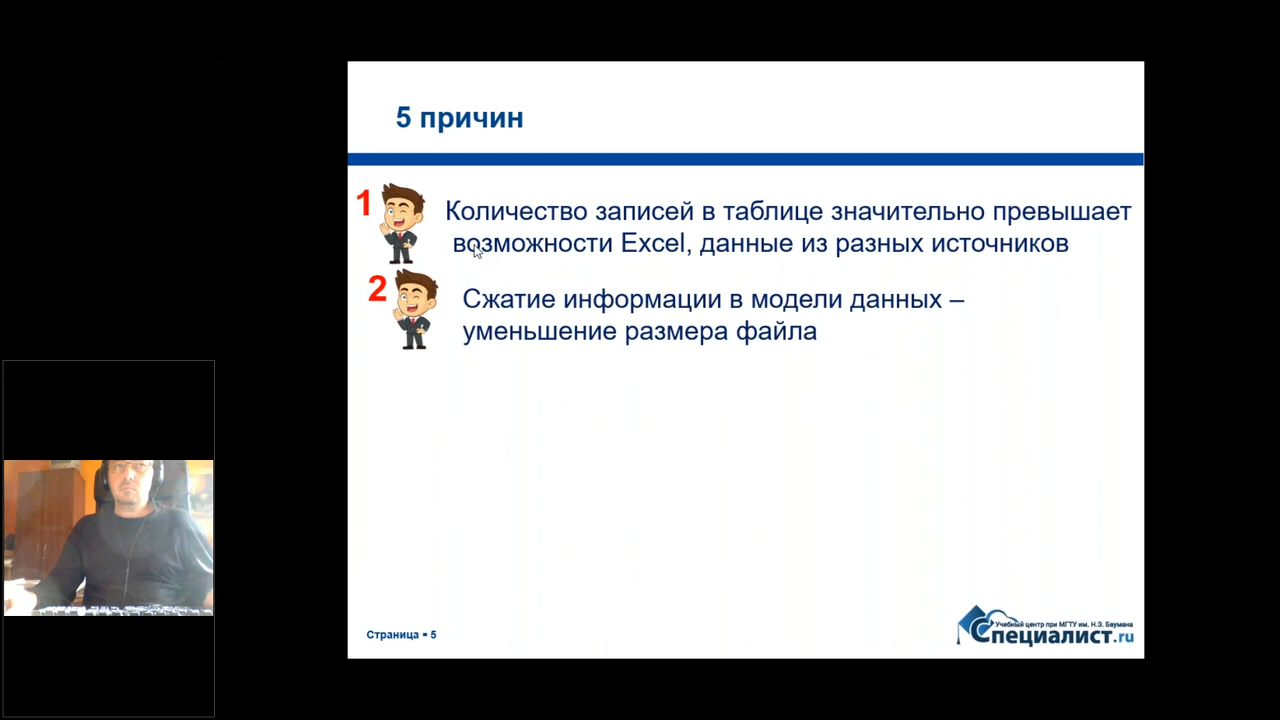 5 причин
1
Количество записей в таблице значительно превышает
возможности Excel, данные из разных источников
2
Сжатие информации в модели данных –
уменьшение размера файла
Страница ▪ 5
Учебный центр при МГТУ им. Н.Э. Баумана
Специалист.ru